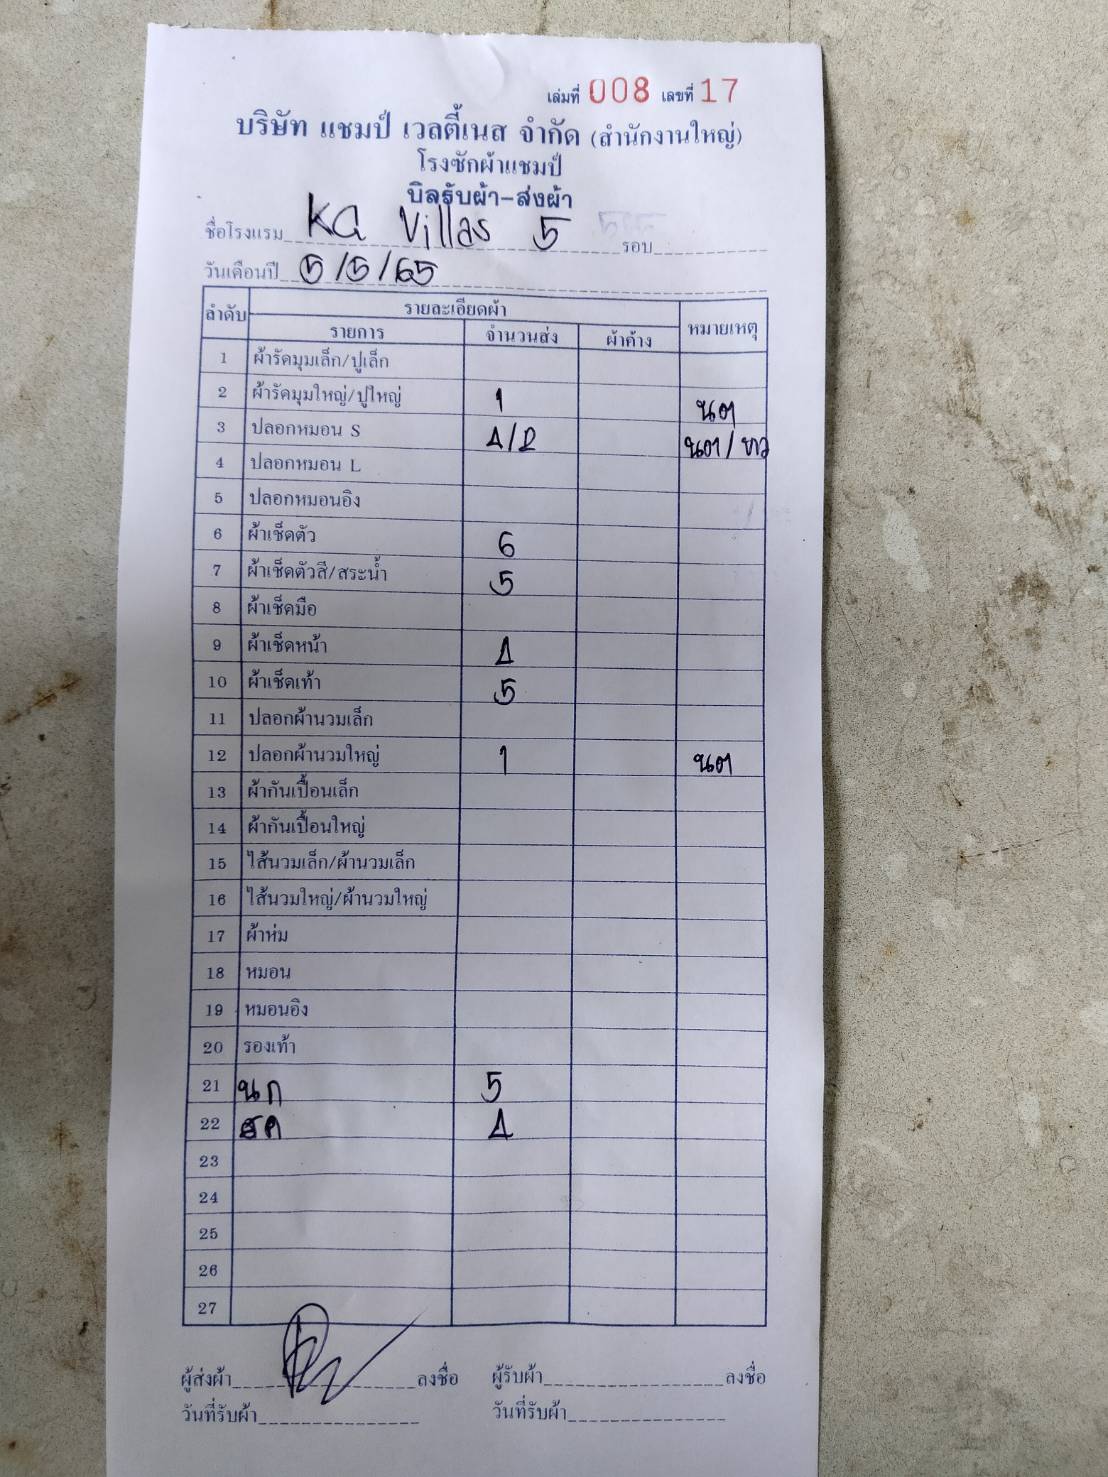 เล่มที่ 008 เลขที่ 17
บริษัท แชมป์ เวลตี้เนส จำกัด (สำนักงานใหญ่)
โรงซักผ้าแชมป์
บิลรับผ้า-ส่งผ้า
ชื่อโรงแรม Ka Villas 5 รอบ
วันเดือนปี 5/5/65
ลำดับ รายละเอียดผ้า หมายเหตุ
รายการ จำนวนส่ง ผ้าค้าง
1 ผ้ารัดมุมเล็ก/ปูเล็ก
2 ผ้ารัดมุมใหญ่/ปูใหญ่ 1 นต
3 ปลอกหมอน S 4/2 นต/ขาว
4 ปลอกหมอน L
5 ปลอกหมอนอิง
6 ผ้าเช็ดตัว 6
7 ผ้าเช็ดตัวสี/สระน้ำ 5
8 ผ้าเช็ดมือ
9 ผ้าเช็ดหน้า 4
10 ผ้าเช็ดเท้า 5
11 ปลอกผ้านวมเล็ก
12 ปลอกผ้านวมใหญ่ 1 นต
13 ผ้ากันเปื้อนเล็ก
14 ผ้ากันเปื้อนใหญ่
15 ไส้นวมเล็ก/ผ้านวมเล็ก
16 ไส้นวมใหญ่/ผ้านวมใหญ่
17 ผ้าห่ม
18 หมอน
19 หมอนอิง
20 รองเท้า
21 นก 5
22 4
23
24
25
26
27
ผู้ส่งผ้า ลงชื่อ ผู้รับผ้า ลงชื่อ
วันที่รับผ้า วันที่รับผ้า